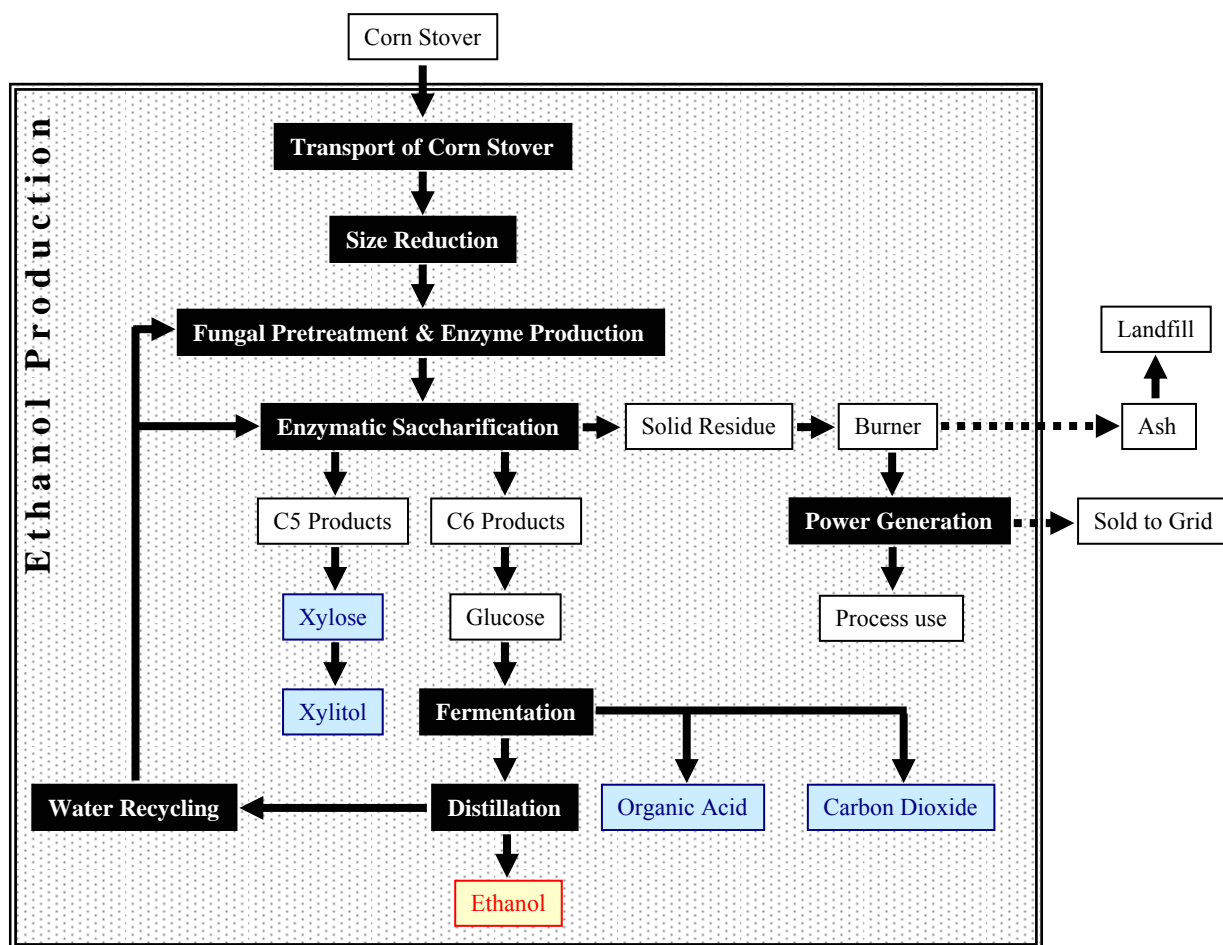 Corn Stover
Ethanol Production
Transport of Corn Stover
Size Reduction
Fungal Pretreatment & Enzyme Production
Landfill
Enzymatic Saccharification
Solid Residue
Burner
Ash
C5 Products
C6 Products
Power Generation
Sold to Grid
Xylose
Glucose
Process use
Xylitol
Fermentation
Water Recycling
Distillation
Organic Acid
Carbon Dioxide
Ethanol